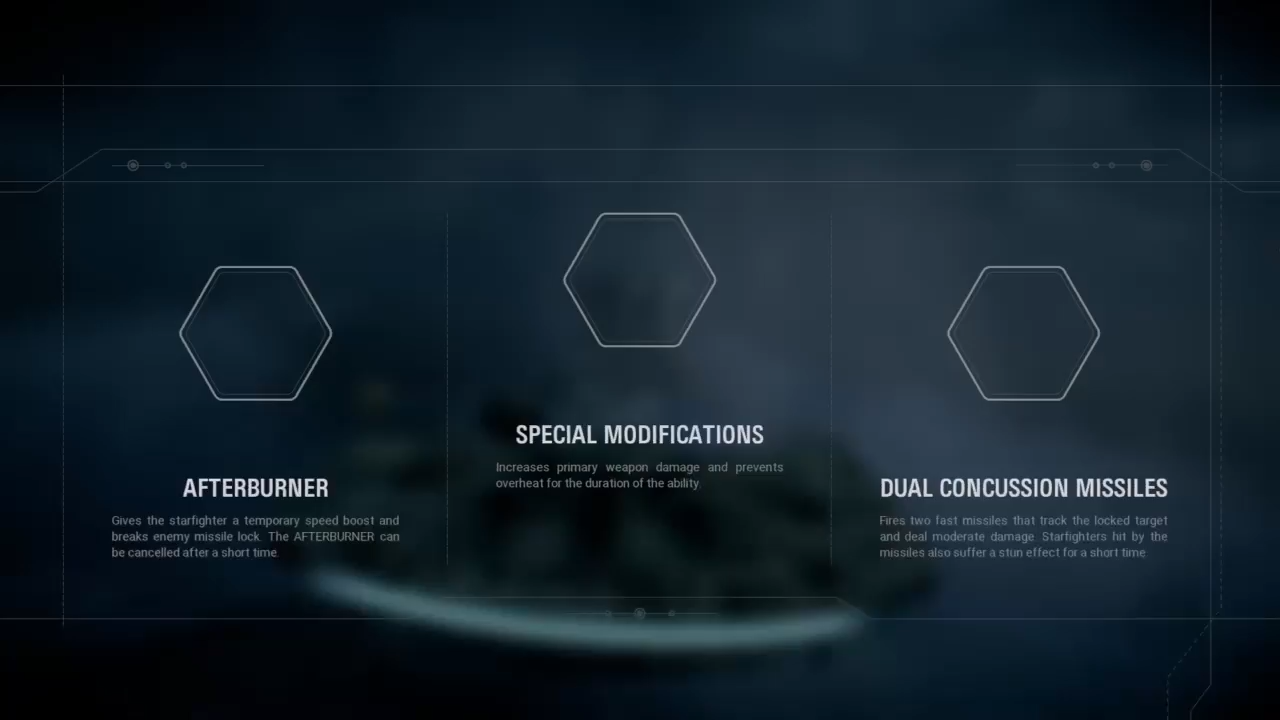 AFTERBURNER
Gives the starfighter a temporary speed boost and
breaks enemy missile lock. The AFTERBURNER can
be cancelled after a short time.
SPECIAL MODIFICATIONS
Increases primary weapon damage and prevents
overheat for the duration of the ability.
DUAL CONCUSSION MISSILES
Fires two fast missiles that track the locked target
and deal moderate damage. Starfighters hit by the
missiles also suffer a stun effect for a short time.